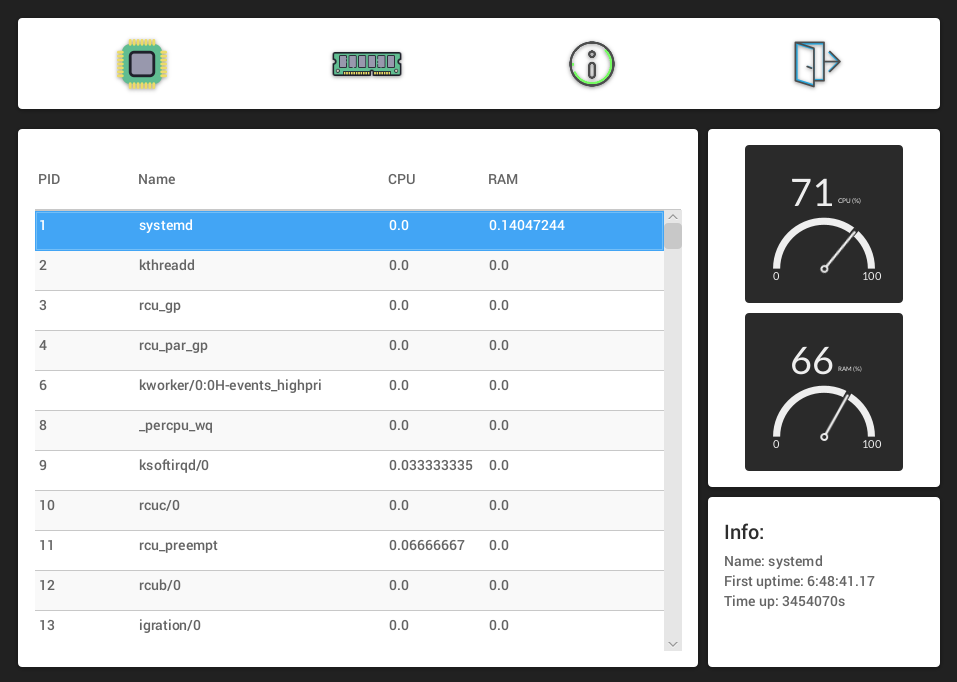 PID Name CPU RAM
1 systemd 0.0 0.14047244
2 kthreadd 0.0 0.0
3 rcu_gp 0.0 0.0
4 rcu_par_gp 0.0 0.0
6 kworker/0:0H-events_highpri 0.0 0.0
8 _percpu_wq 0.0 0.0
9 ksoftirqd/0 0.033333335 0.0
10 rcuc/0 0.0 0.0
11 rcu_preempt 0.06666667 0.0
12 rcub/0 0.0 0.0
13 igration/0 0.0 0.0
71 CPU (%)
0 100
66 RAM (%)
0 100
Info:
Name: systemd
First uptime: 6:48:41.17
Time up: 3454070s